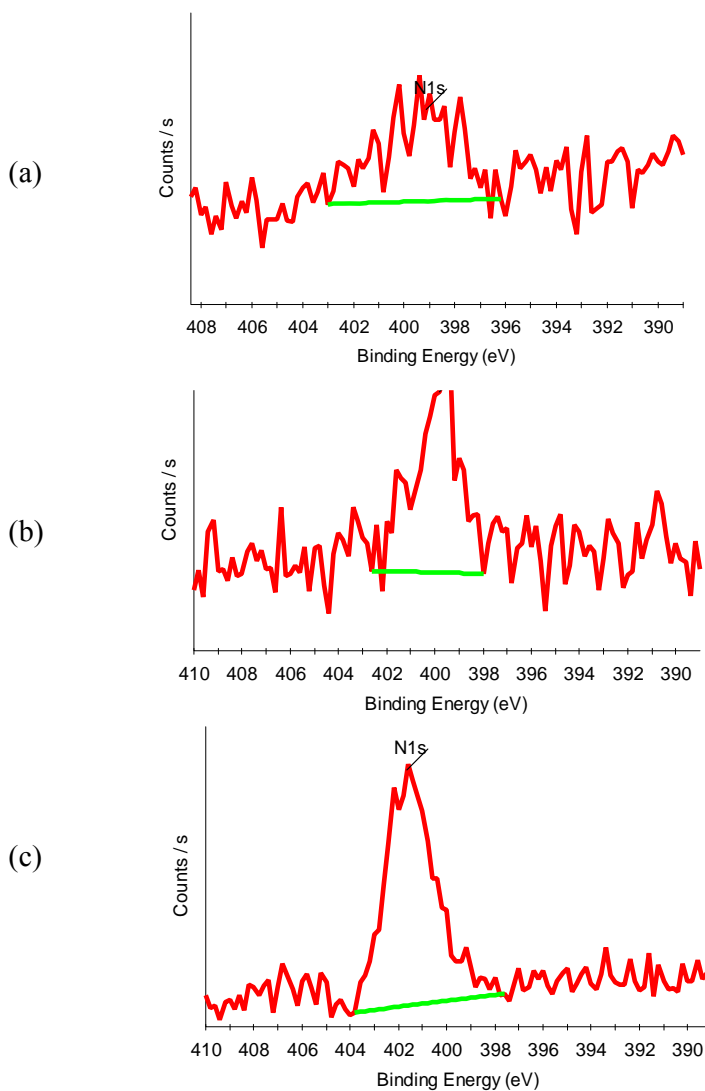 N1s
(a)
Counts / s
408 406 404 402 400 398 396 394 392 390
Binding Energy (eV)
(b)
Counts / s
410 408 406 404 402 400 398 396 394 392 390
Binding Energy (eV)
N1s
(c)
Counts / s
410 408 406 404 402 400 398 396 394 392 390
Binding Energy (eV)